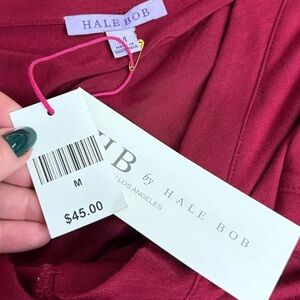 HALE BOB
M
M
$45.00
HB
by HALE BOB
LOS ANGELES